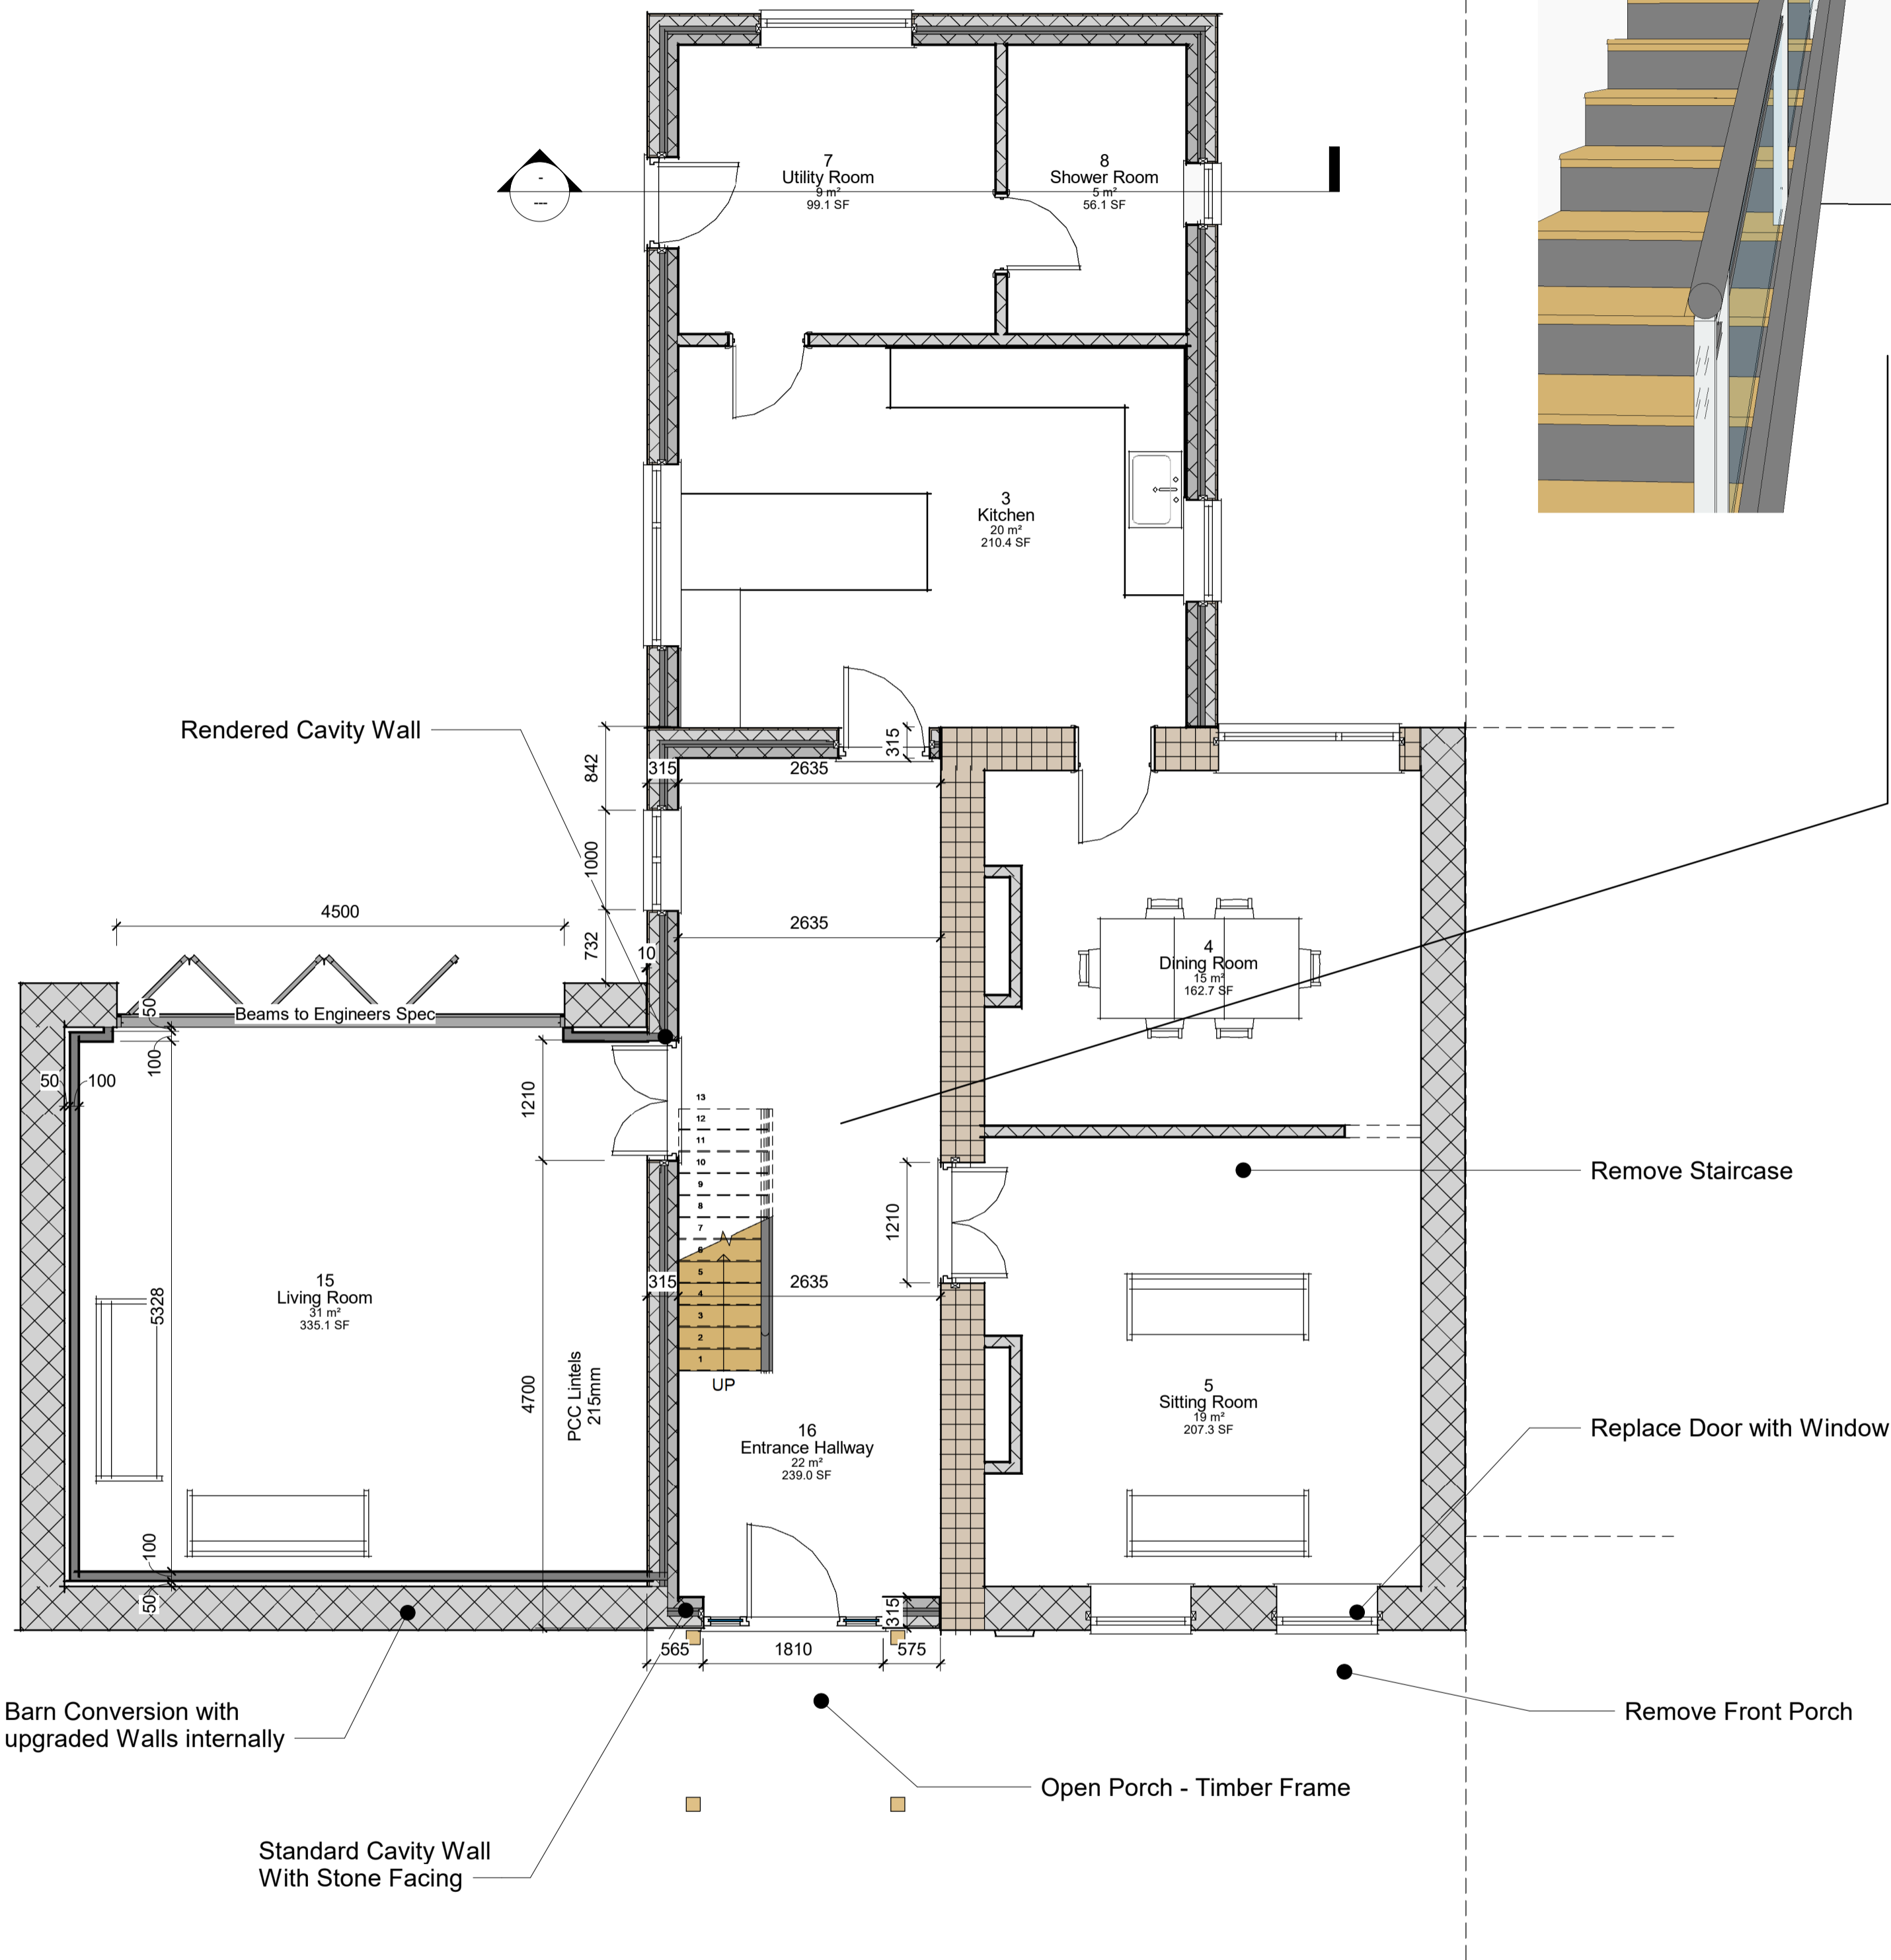 7
Utility Room
9 m²
99.1 SF
8
Shower Room
5 m²
56.1 SF
-
---
3
Kitchen
20 m²
210.4 SF
Rendered Cavity Wall
842
315
2635
315
1000
732
2635
10
4500
Beams to Engineers Spec
50
100
50
100
1210
4
Dining Room
15 m²
162.7 SF
13
12
11
10
9
8
7
6
5
4
3
2
1
UP
315
2635
1210
Remove Staircase
15
Living Room
31 m²
335.1 SF
5328
4700
PCC Lintels
215mm
5
Sitting Room
19 m²
207.3 SF
Replace Door with Window
16
Entrance Hallway
22 m²
239.0 SF
100
50
315
565
1810
575
Barn Conversion with
upgraded Walls internally
Remove Front Porch
Open Porch - Timber Frame
Standard Cavity Wall
With Stone Facing